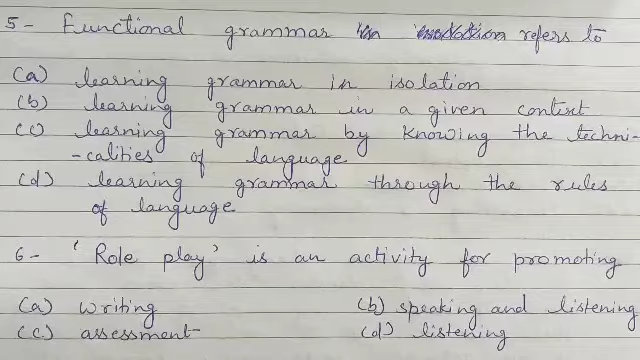 5- Functional grammar refers to
(a) learning grammar in isolation
(b) learning grammar in a given context
(c) learning grammar by knowing the techni-
-calities of language
(d) learning grammar through the rules
of language
6- 'Role play' is an activity for promoting
(a) writing (b) speaking and listening
(c) assessment (d) listening